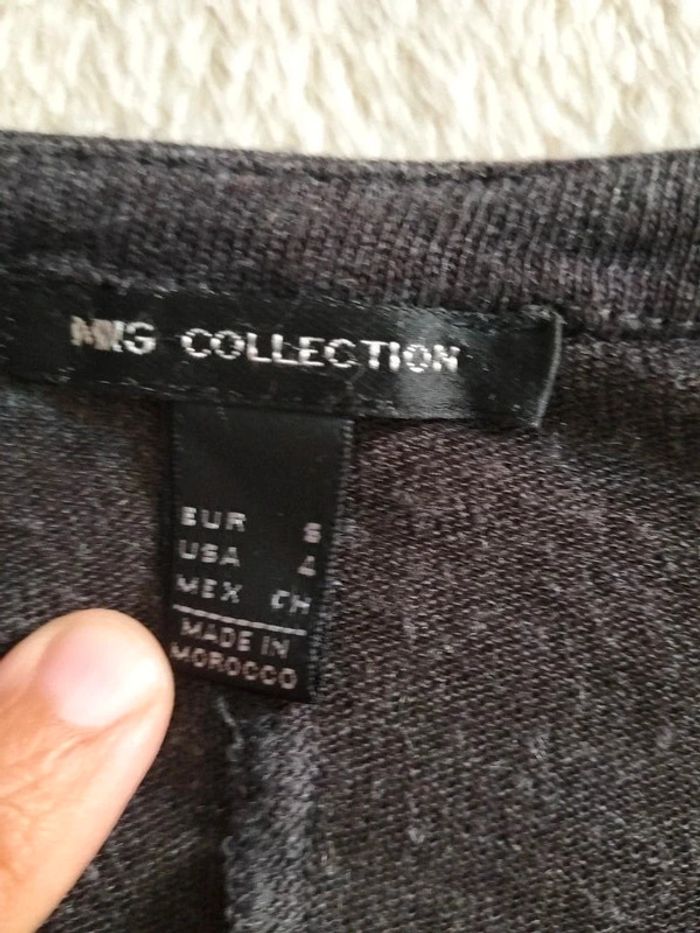 MNG COLLECTION
EUR S
USA 4
MEX CH
MADE IN
MOROCCO